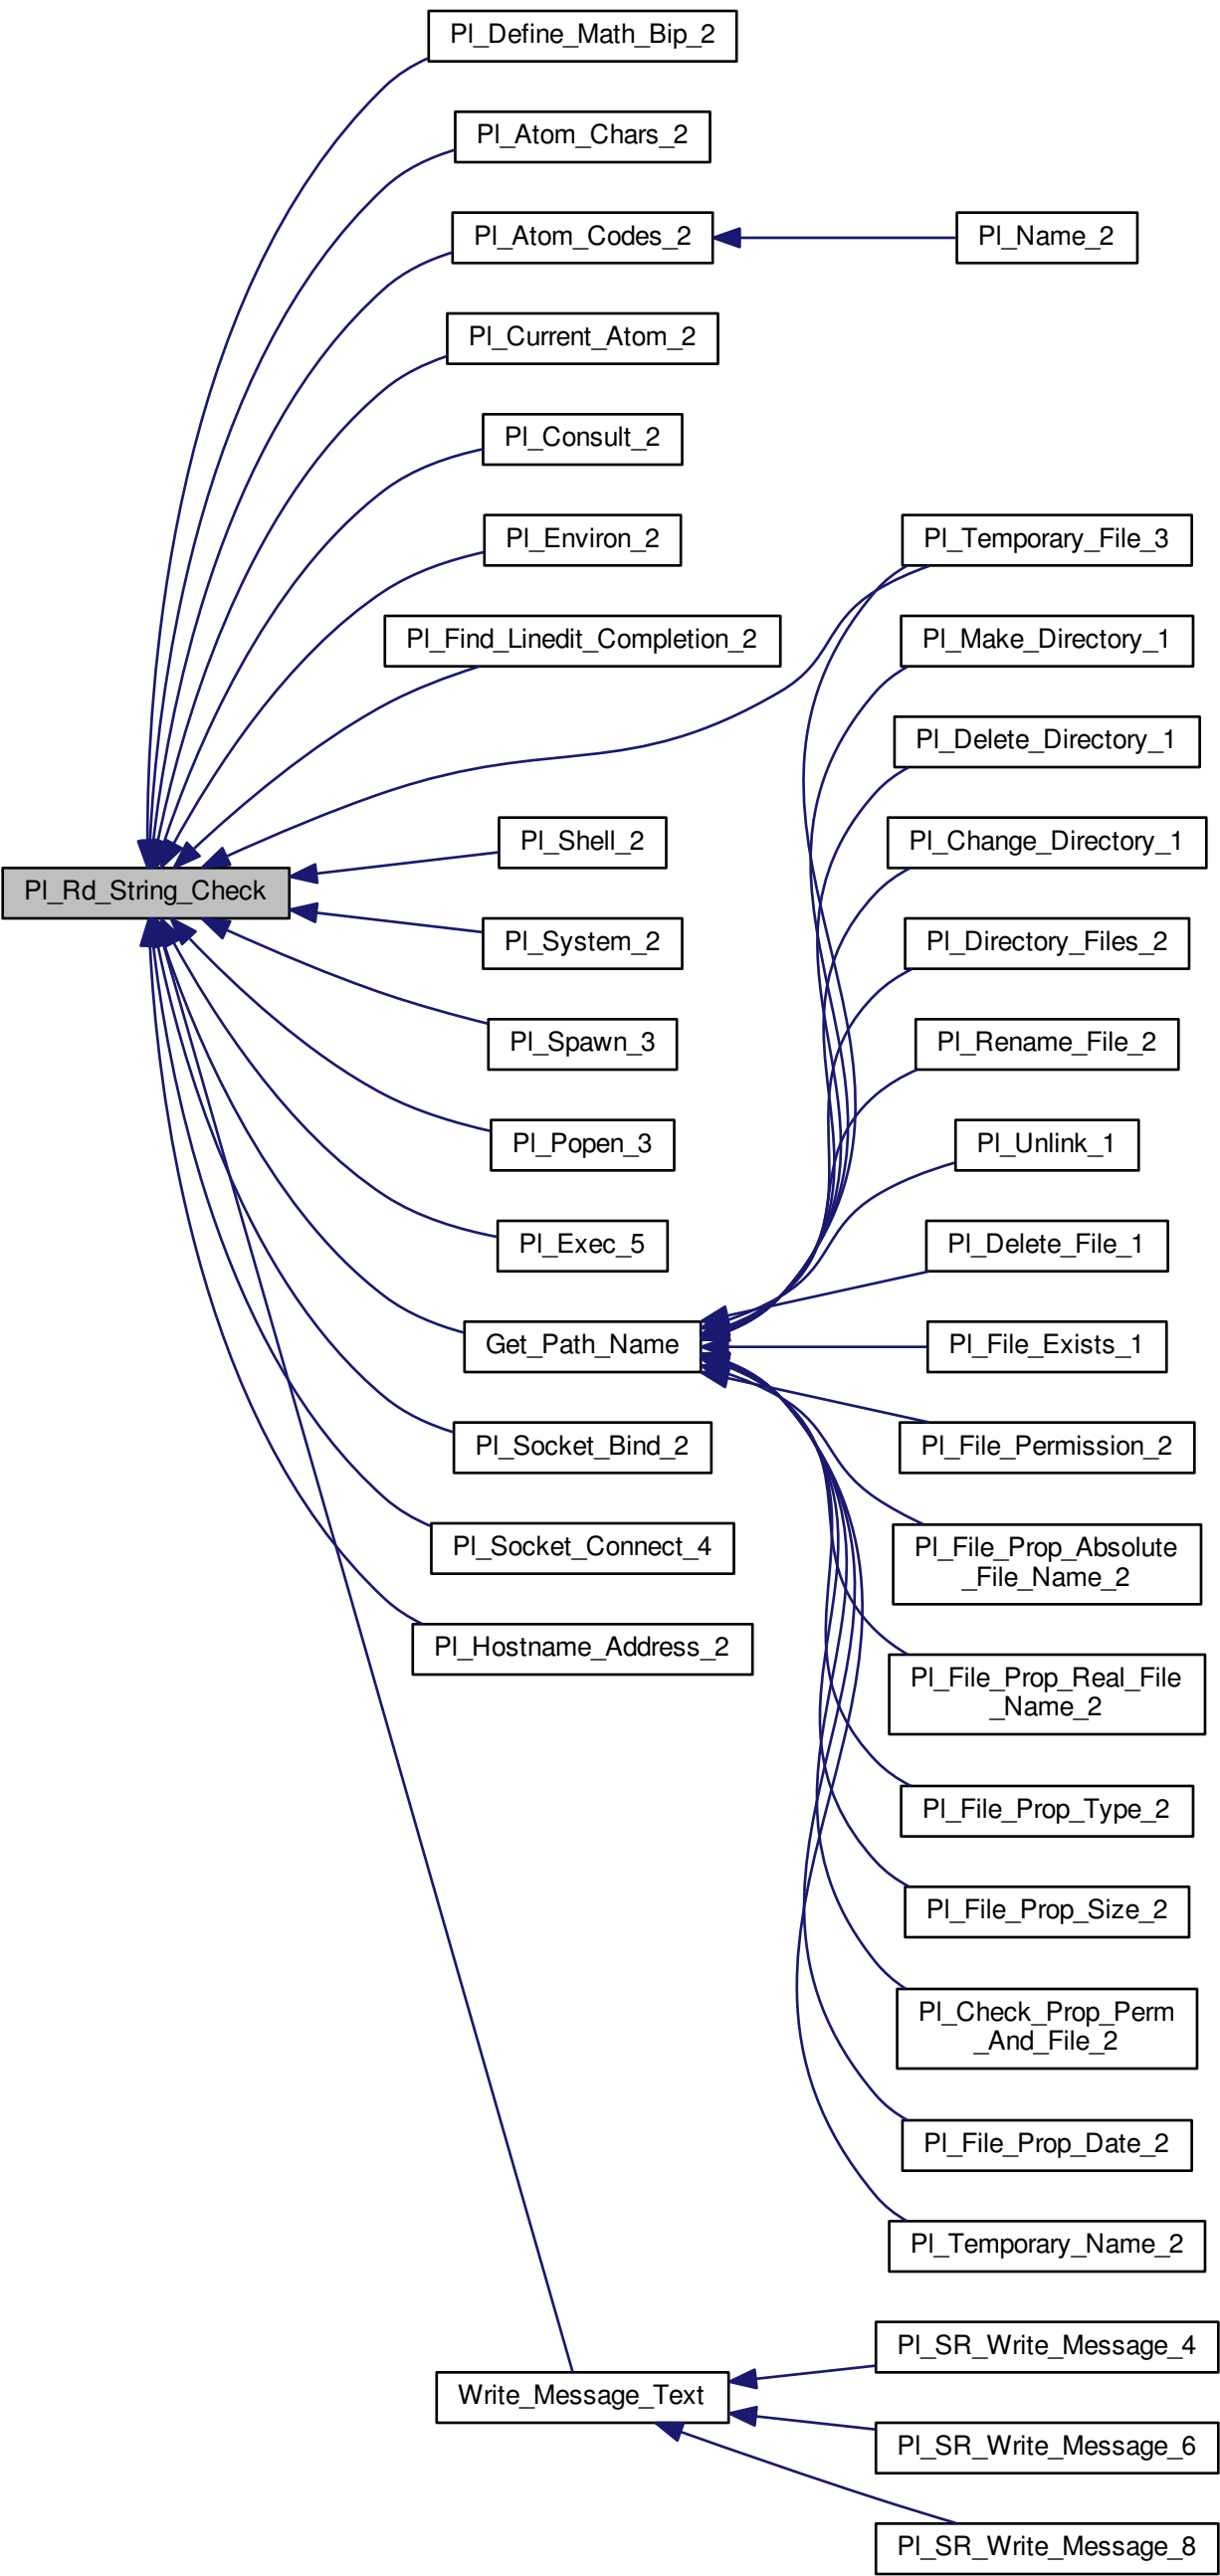 Pl_Define_Math_Bip_2
Pl_Atom_Chars_2
Pl_Atom_Codes_2
Pl_Name_2
Pl_Current_Atom_2
Pl_Consult_2
Pl_Environ_2
Pl_Temporary_File_3
Pl_Find_Linedit_Completion_2
Pl_Make_Directory_1
Pl_Delete_Directory_1
Pl_Shell_2
Pl_Change_Directory_1
Pl_Rd_String_Check
Pl_System_2
Pl_Directory_Files_2
Pl_Spawn_3
Pl_Rename_File_2
Pl_Popen_3
Pl_Unlink_1
Pl_Exec_5
Pl_Delete_File_1
Get_Path_Name
Pl_File_Exists_1
Pl_Socket_Bind_2
Pl_File_Permission_2
Pl_Socket_Connect_4
Pl_File_Prop_Absolute
_File_Name_2
Pl_Hostname_Address_2
Pl_File_Prop_Real_File
_Name_2
Pl_File_Prop_Type_2
Pl_File_Prop_Size_2
Pl_Check_Prop_Perm
_And_File_2
Pl_File_Prop_Date_2
Pl_Temporary_Name_2
Pl_SR_Write_Message_4
Write_Message_Text
Pl_SR_Write_Message_6
Pl_SR_Write_Message_8